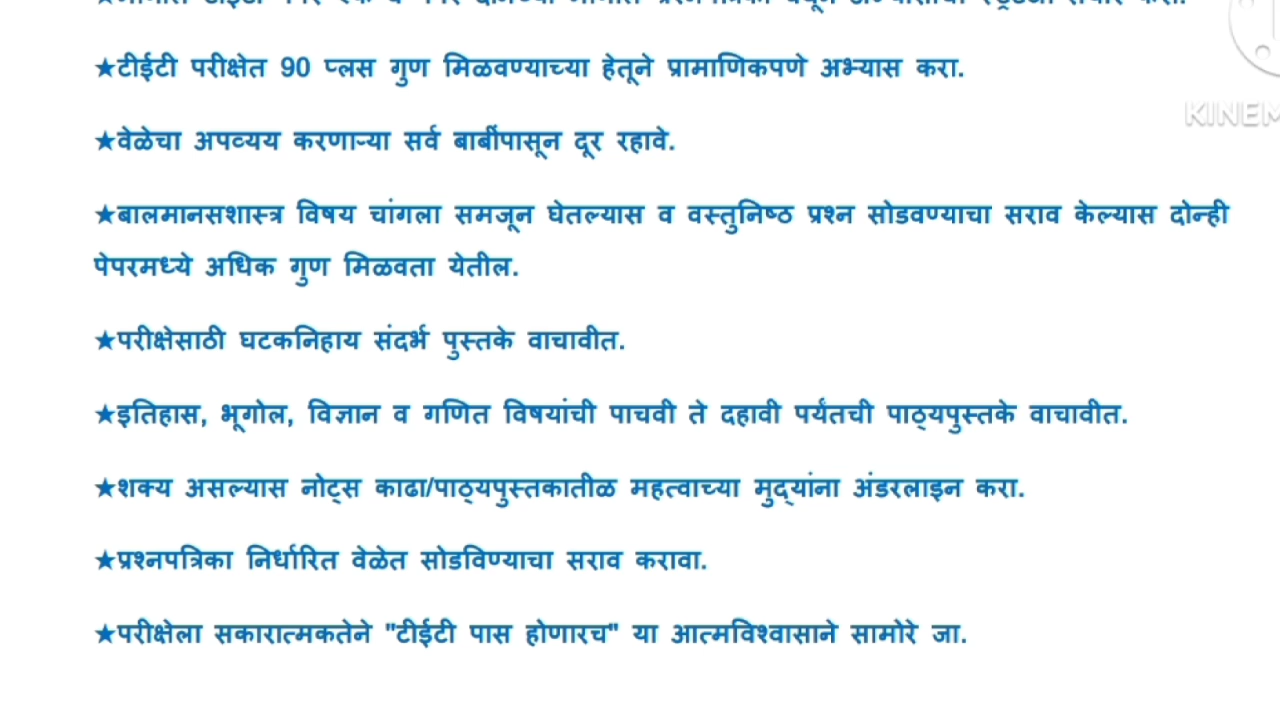 ★टीईटी परीक्षेत 90 प्लस गुण मिळवण्याच्या हेतूने प्रामाणिकपणे अभ्यास करा.
KINEM
★वेळेचा अपव्यय करणाऱ्या सर्व बाबींपासून दूर रहावे.
★बालमानसशास्त्र विषय चांगला समजून घेतल्यास व वस्तुनिष्ठ प्रश्न सोडवण्याचा सराव केल्यास दोन्ही
पेपरमध्ये अधिक गुण मिळवता येतील.
★परीक्षेसाठी घटकनिहाय संदर्भ पुस्तके वाचावीत.
★इतिहास, भूगोल, विज्ञान व गणित विषयांची पाचवी ते दहावी पर्यंतची पाठ्यपुस्तके वाचावीत.
★शक्य असल्यास नोट्स काढा/पाठ्यपुस्तकातीळ महत्वाच्या मुद्यांना अंडरलाइन करा.
★प्रश्नपत्रिका निर्धारित वेळेत सोडविण्याचा सराव करावा.
★परीक्षेला सकारात्मकतेने "टीईटी पास होणारच" या आत्मविश्वासाने सामोरे जा.